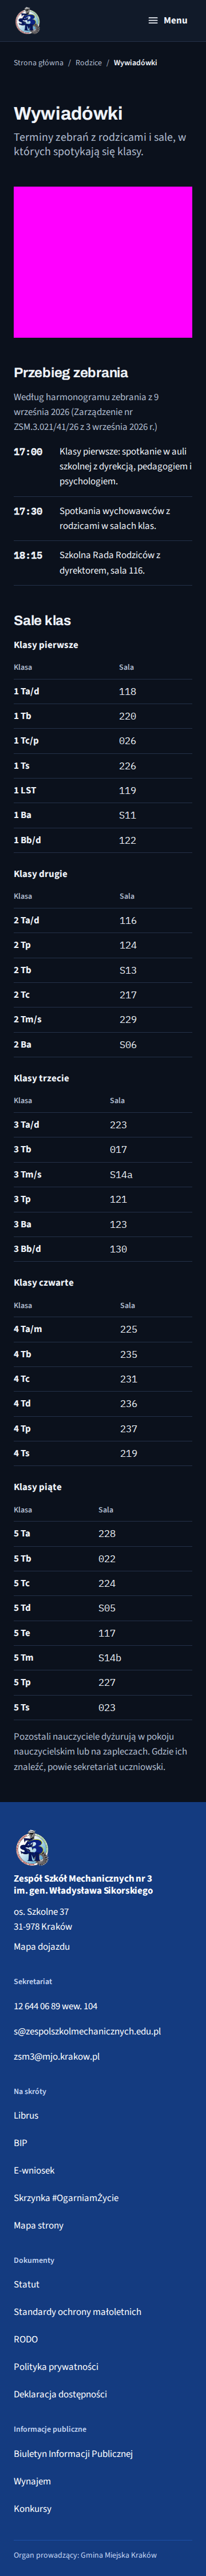 Menu
Strona główna / Rodzice / Wywiadówki
Wywiadówki
Terminy zebrań z rodzicami i sale, w
których spotykają się klasy.
Przebieg zebrania
Według harmonogramu zebrania z 9
września 2026 (Zarządzenie nr
ZSM.3.021/41/26 z 3 września 2026 r.)
17:00 Klasy pierwsze: spotkanie w auli
szkolnej z dyrekcją, pedagogiem i
psychologiem.
17:30 Spotkania wychowawców z
rodzicami w salach klas.
18:15 Szkolna Rada Rodziców z
dyrektorem, sala 116.
Sale klas
Klasy pierwsze
Klasa Sala
1 Ta/d 118
1 Tb 220
1 Tc/p 026
1 Ts 226
1 LST 119
1 Ba S11
1 Bb/d 122
Klasy drugie
Klasa Sala
2 Ta/d 116
2 Tp 124
2 Tb S13
2 Tc 217
2 Tm/s 229
2 Ba S06
Klasy trzecie
Klasa Sala
3 Ta/d 223
3 Tb 017
3 Tm/s S14a
3 Tp 121
3 Ba 123
3 Bb/d 130
Klasy czwarte
Klasa Sala
4 Ta/m 225
4 Tb 235
4 Tc 231
4 Td 236
4 Tp 237
4 Ts 219
Klasy piąte
Klasa Sala
5 Ta 228
5 Tb 022
5 Tc 224
5 Td S05
5 Te 117
5 Tm S14b
5 Tp 227
5 Ts 023
Pozostali nauczyciele dyżurują w pokoju
nauczycielskim lub na zapleczach. Gdzie ich
znaleźć, powie sekretariat uczniowski.
Zespół Szkół Mechanicznych nr 3
im. gen. Władysława Sikorskiego
os. Szkolne 37
31-978 Kraków
Mapa dojazdu
Sekretariat
12 644 06 89 wew. 104
s@zespolszkolmechanicznych.edu.pl
zsm3@mjo.krakow.pl
Na skróty
Librus
BIP
E-wniosek
Skrzynka #OgarniamŻycie
Mapa strony
Dokumenty
Statut
Standardy ochrony małoletnich
RODO
Polityka prywatności
Deklaracja dostępności
Informacje publiczne
Biuletyn Informacji Publicznej
Wynajem
Konkursy
Organ prowadzący: Gmina Miejska Kraków